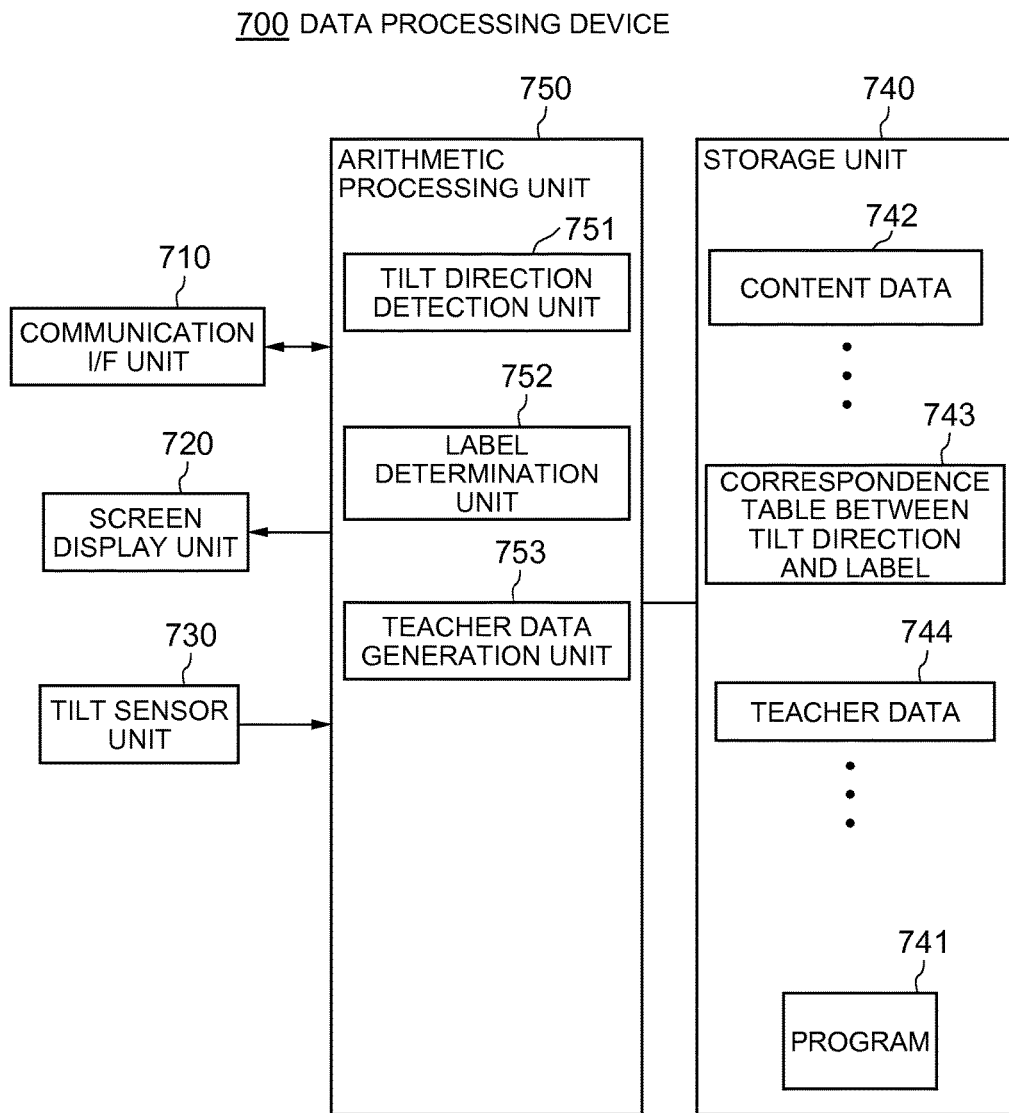 700 DATA PROCESSING DEVICE
750
740
ARITHMETIC
PROCESSING UNIT
STORAGE UNIT
751
742
TILT DIRECTION
DETECTION UNIT
CONTENT DATA
710
COMMUNICATION
I/F UNIT
752
743
LABEL
DETERMINATION
UNIT
CORRESPONDENCE
TABLE BETWEEN
TILT DIRECTION
AND LABEL
720
SCREEN
DISPLAY UNIT
753
TEACHER DATA
GENERATION UNIT
744
TEACHER DATA
730
TILT SENSOR
UNIT
741
PROGRAM